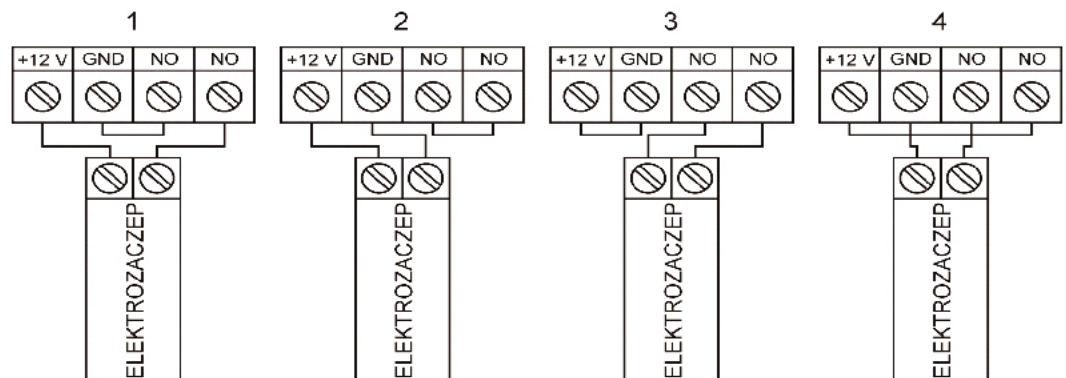 1 2 3 4
+12 V GND NO NO +12 V GND NO NO +12 V GND NO NO +12 V GND NO NO
ELEKTROZACZEP ELEKTROZACZEP ELEKTROZACZEP ELEKTROZACZEP